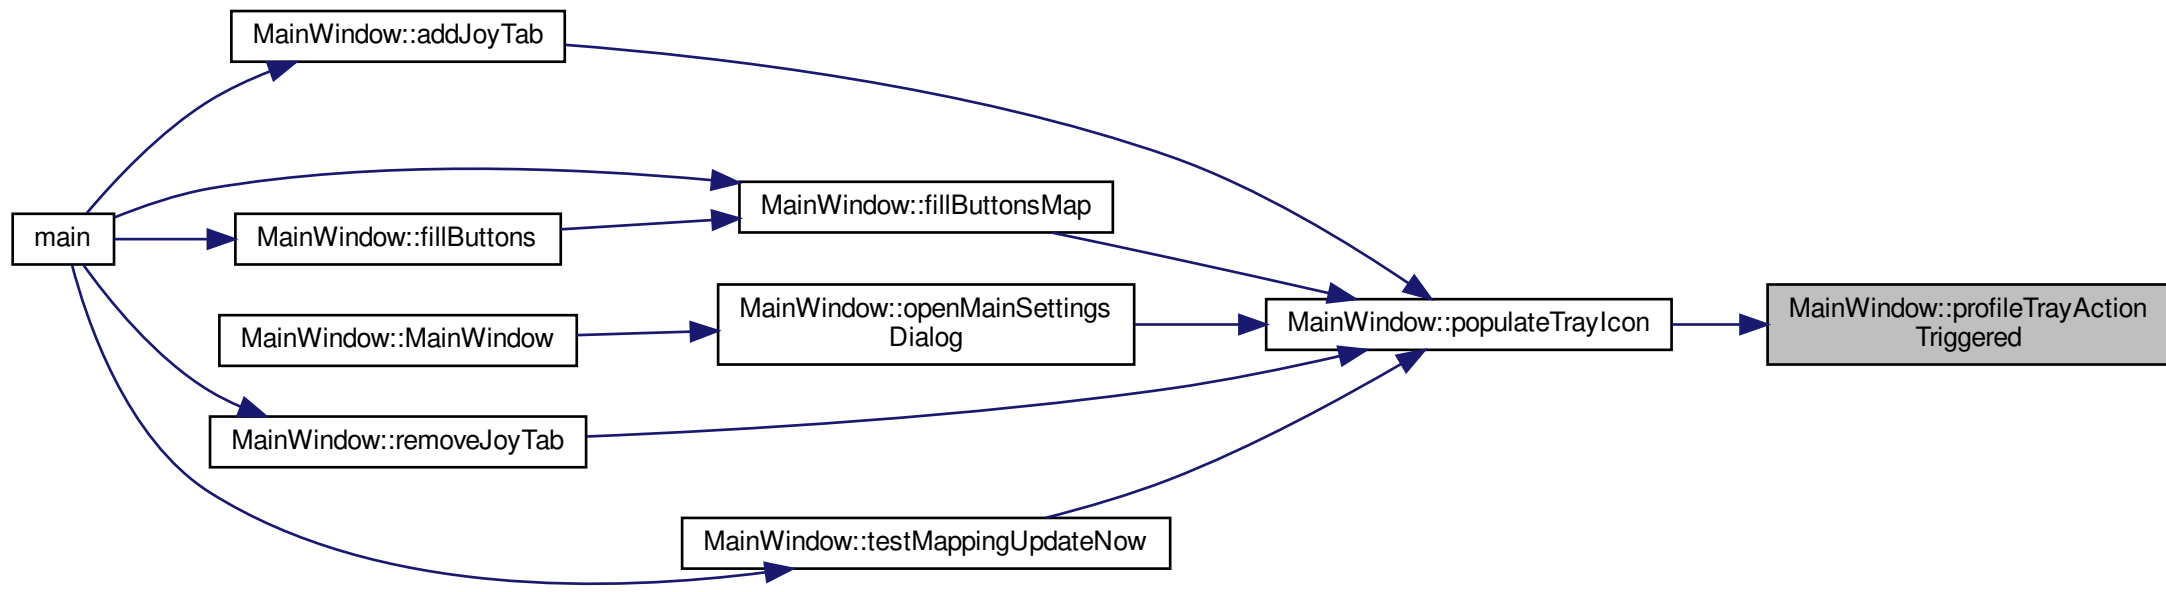 MainWindow::addJoyTab
MainWindow::fillButtonsMap
main
MainWindow::fillButtons
MainWindow::openMainSettings
Dialog
MainWindow::MainWindow
MainWindow::populateTrayIcon
MainWindow::profileTrayAction
Triggered
MainWindow::removeJoyTab
MainWindow::testMappingUpdateNow